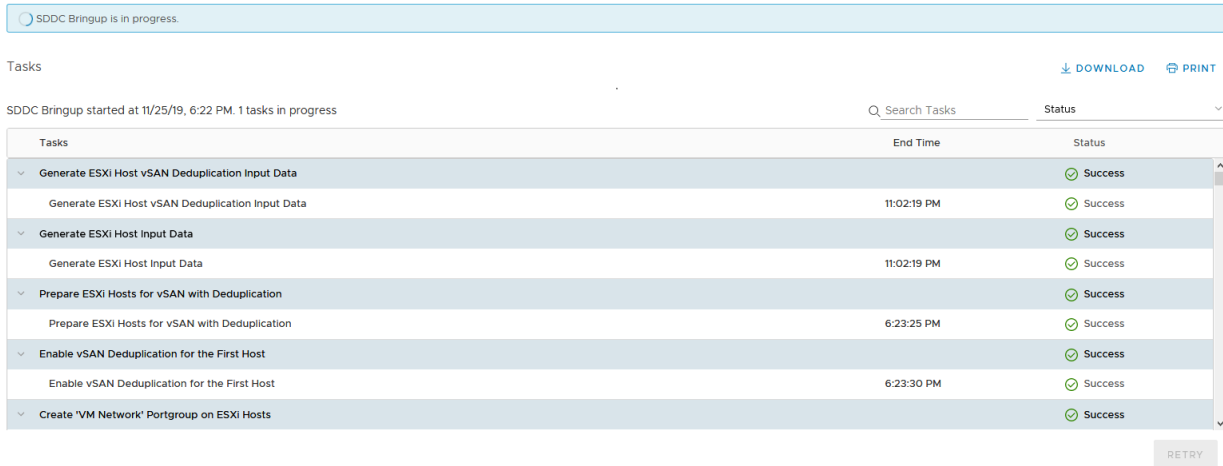 SDDC Bringup is in progress.
Tasks DOWNLOAD PRINT
SDDC Bringup started at 11/25/19, 6:22 PM. 1 tasks in progress Search Tasks Status
Tasks End Time Status
Generate ESXi Host vSAN Deduplication Input Data Success
Generate ESXi Host vSAN Deduplication Input Data 11:02:19 PM Success
Generate ESXi Host Input Data Success
Generate ESXi Host Input Data 11:02:19 PM Success
Prepare ESXi Hosts for vSAN with Deduplication Success
Prepare ESXi Hosts for vSAN with Deduplication 6:23:25 PM Success
Enable vSAN Deduplication for the First Host Success
Enable vSAN Deduplication for the First Host 6:23:30 PM Success
Create 'VM Network' Portgroup on ESXi Hosts Success
RETRY